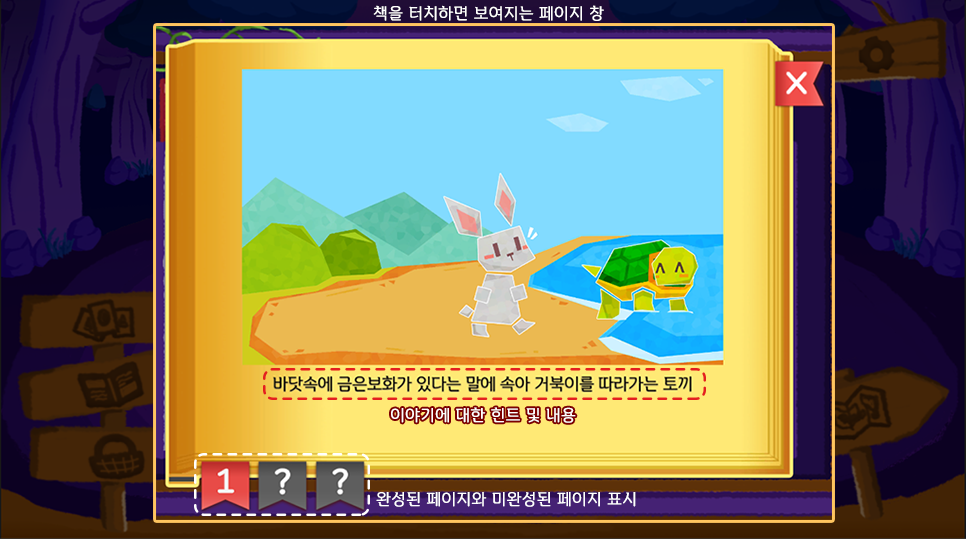 책을 터치하면 보여지는 페이지 창
X
바닷속에 금은보화가 있다는 말에 속아 거북이를 따라가는 토끼
이야기에 대한 힌트 및 내용
1 ? ?
완성된 페이지와 미완성된 페이지 표시